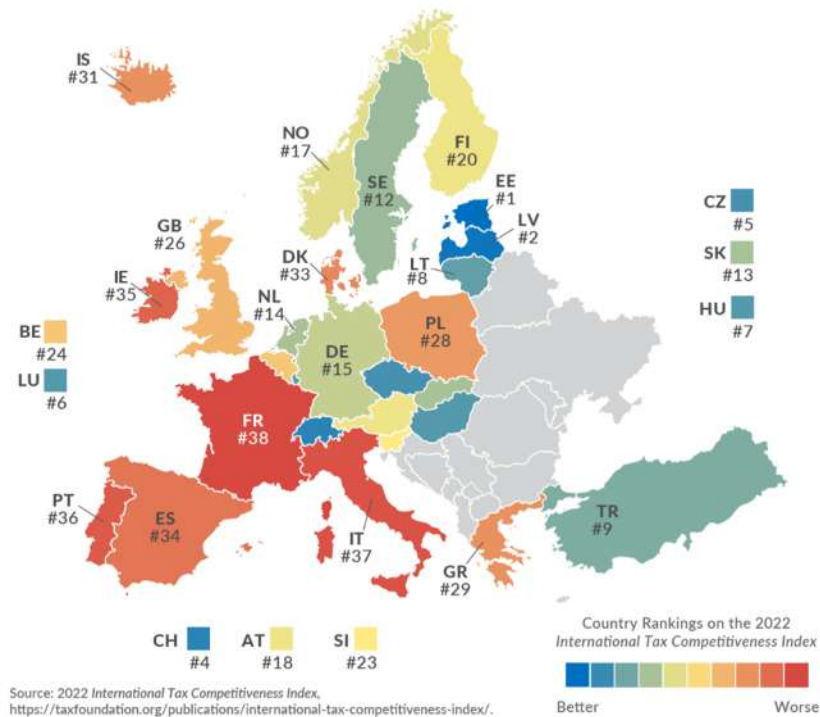 IS
#31
NO
#17
FI
#20
SE
#12
EE
#1
LV
#2
CZ
#5
GB
#26
DK
#33
LT
#8
SK
#13
IE
#35
NL
#14
HU
#7
BE
#24
DE
#15
PL
#28
LU
#6
FR
#38
PT
#36
ES
#34
IT
#37
TR
#9
GR
#29
CH
#4
AT
#18
SI
#23
Country Rankings on the 2022
International Tax Competitiveness Index
Better
Worse
Source: 2022 International Tax Competitiveness Index,
https://taxfoundation.org/publications/international-tax-competitiveness-index/.